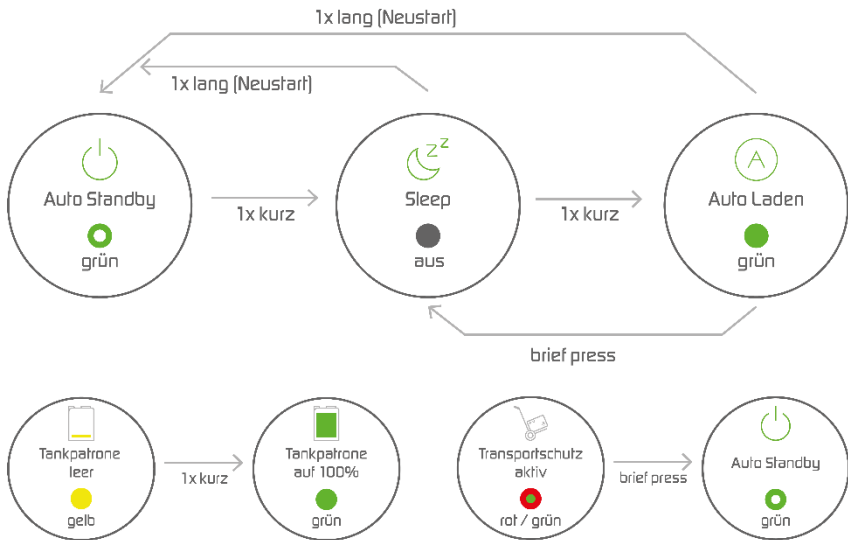 1x lang (Neustart)
1x lang (Neustart)
Auto Standby
grün
1x kurz
z z
Sleep
aus
1x kurz
A
Auto Laden
grün
brief press
Tankpatrone
leer
gelb
1x kurz
Tankpatrone
auf 100%
grün
Transportschutz
aktiv
rot / grün
brief press
Auto Standby
grün